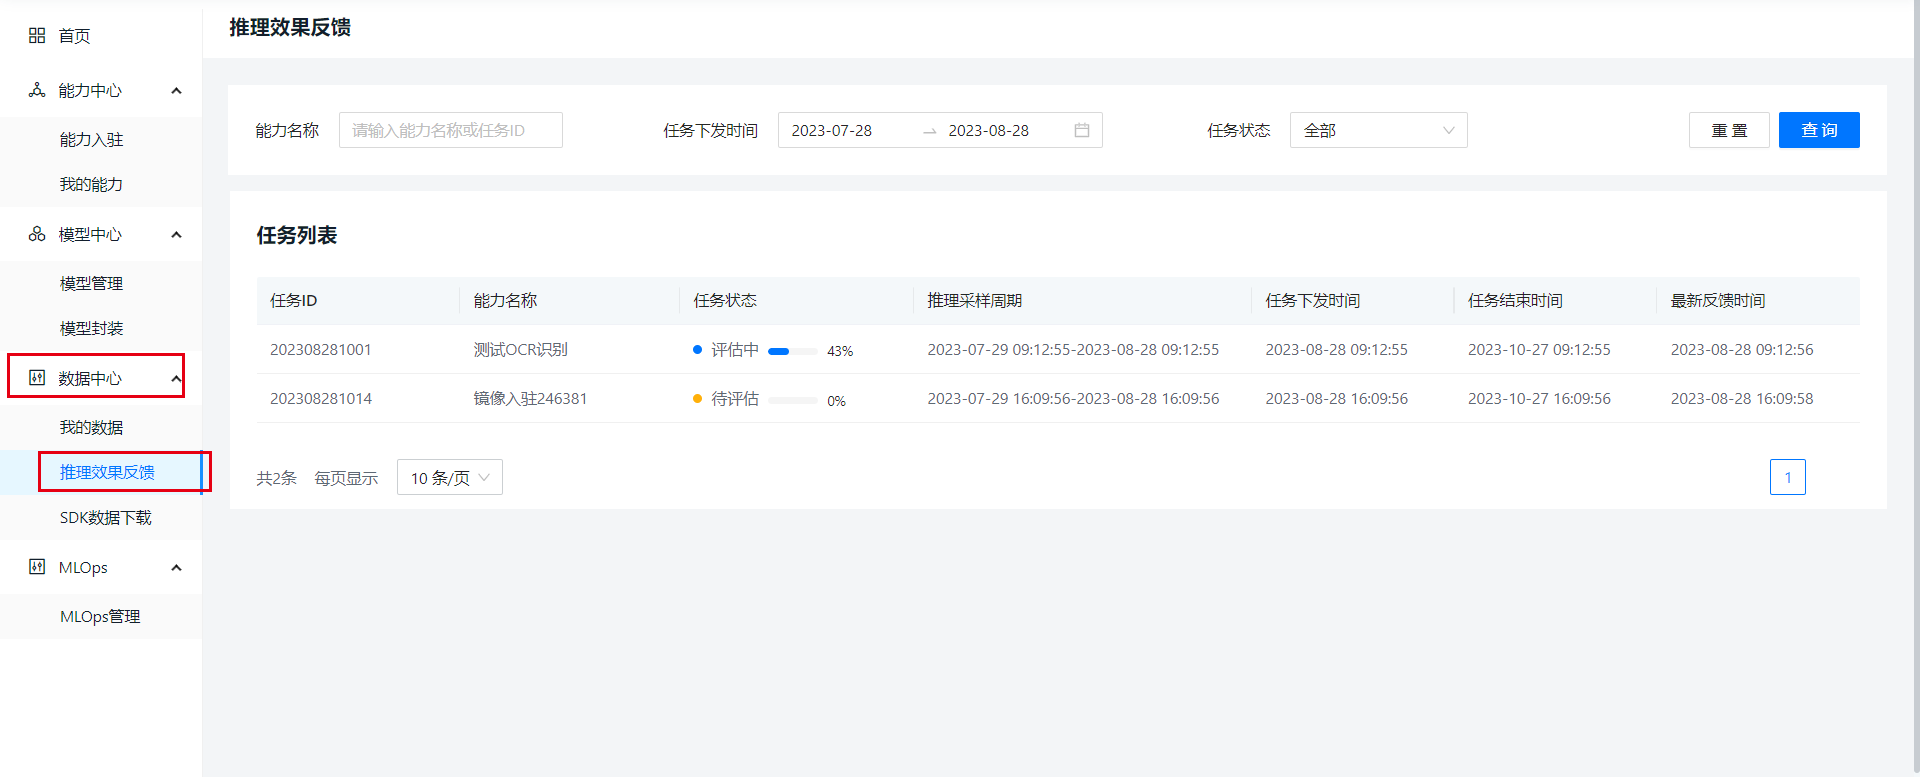 首页
能力中心
能力入驻
我的能力
模型中心
模型管理
模型封装
数据中心
我的数据
推理效果反馈
SDK数据下载
MLOps
MLOps管理
推理效果反馈
能力名称 请输入能力名称或任务ID 任务下发时间 2023-07-28 → 2023-08-28 任务状态 全部 重 置 查 询
任务列表
任务ID 能力名称 任务状态 推理采样周期 任务下发时间 任务结束时间 最新反馈时间
202308281001 测试OCR识别 评估中 43% 2023-07-29 09:12:55-2023-08-28 09:12:55 2023-08-28 09:12:55 2023-10-27 09:12:55 2023-08-28 09:12:56
202308281014 镜像入驻246381 待评估 0% 2023-07-29 16:09:56-2023-08-28 16:09:56 2023-08-28 16:09:56 2023-10-27 16:09:56 2023-08-28 16:09:58
共2条 每页显示 10 条/页 1